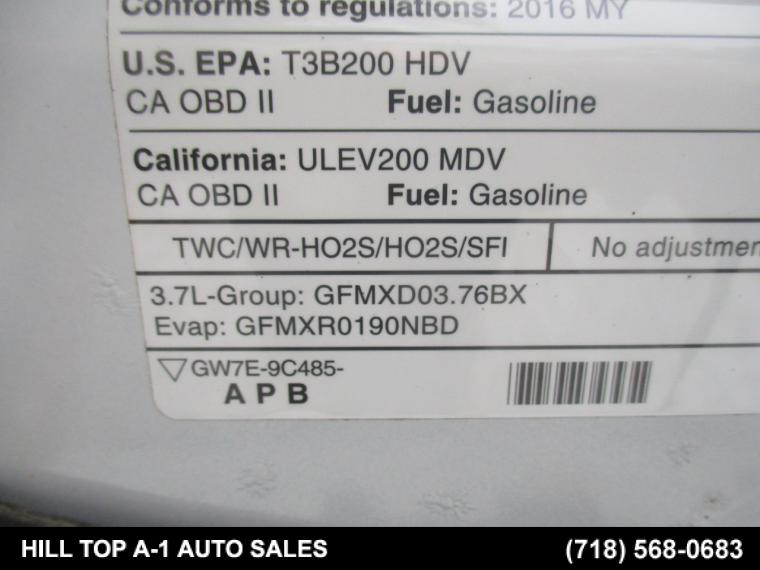 Conforms to regulations: 2016 MY
U.S. EPA: T3B200 HDV
CA OBD II Fuel: Gasoline
California: ULEV200 MDV
CA OBD II Fuel: Gasoline
TWC/WR-HO2S/HO2S/SFI No adjustmen
3.7L-Group: GFMXD03.76BX
Evap: GFMXR0190NBD
GW7E-9C485-
A P B
HILL TOP A-1 AUTO SALES (718) 568-0683